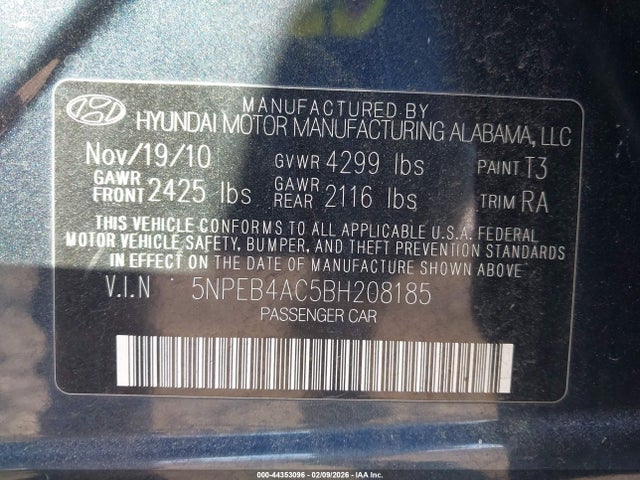 MANUFACTURED BY
HYUNDAI MOTOR MANUFACTURING ALABAMA, LLC
Nov/19/10 GVWR 4299 lbs PAINT T3
GAWR FRONT 2425 lbs GAWR REAR 2116 lbs TRIM RA
THIS VEHICLE CONFORMS TO ALL APPLICABLE U.S.A. FEDERAL
MOTOR VEHICLE SAFETY, BUMPER, AND THEFT PREVENTION STANDARDS
IN EFFECT ON THE DATE OF MANUFACTURE SHOWN ABOVE.
V.I.N 5NPEB4AC5BH208185
PASSENGER CAR
000-44353096 - 02/09/2026 - IAA Inc.